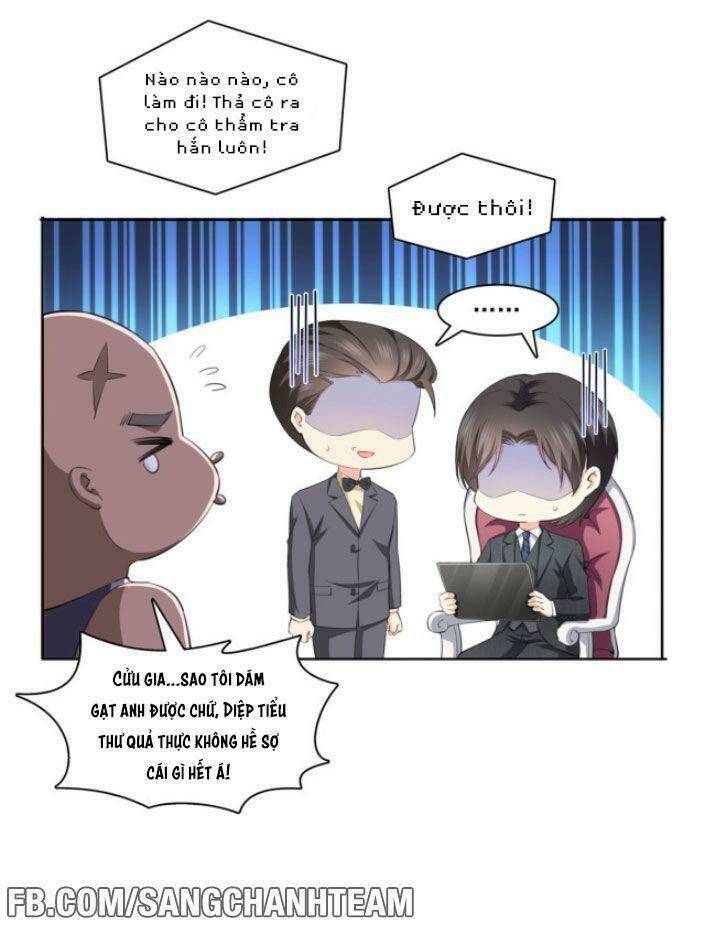 Nào nào nào, cô
làm đi! Thả cô ra
cho cô thẩm tra
hắn luôn!
Được thôi!
......
CỬU GIA...SAO TÔI DÁM
GẠT ANH ĐƯỢC CHỨ, DIỆP TIỂU
THƯ QUẢ THỰC KHÔNG HỀ SỢ
CÁI GÌ HẾT Á!
FB.COM/SANGCHANHTEAM